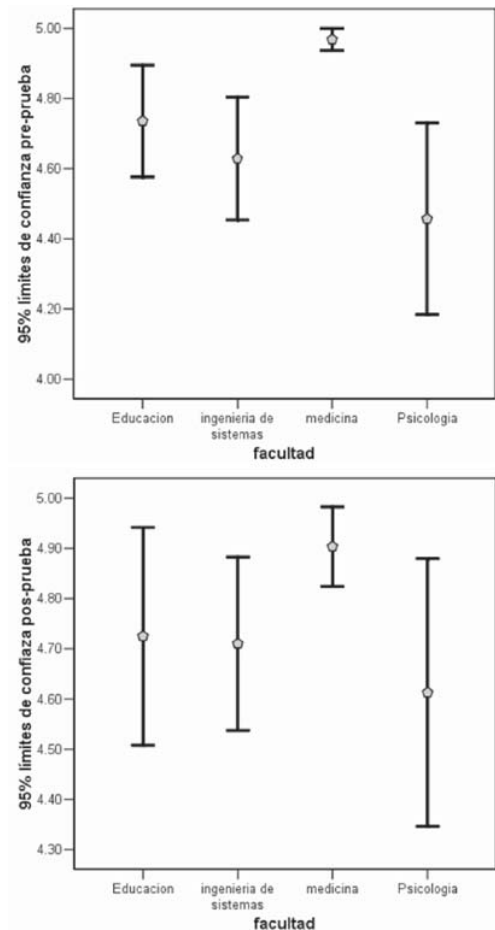 95% límites de confianza pre-prueba
5.00
4.80
4.60
4.40
4.20
4.00
Educacion
ingenieria de
sistemas
medicina
Psicologia
facultad
95% límites de confiaza pos-prueba
5.00
4.90
4.80
4.70
4.60
4.50
4.40
4.30
Educacion
ingenieria de
sistemas
medicina
Psicologia
facultad